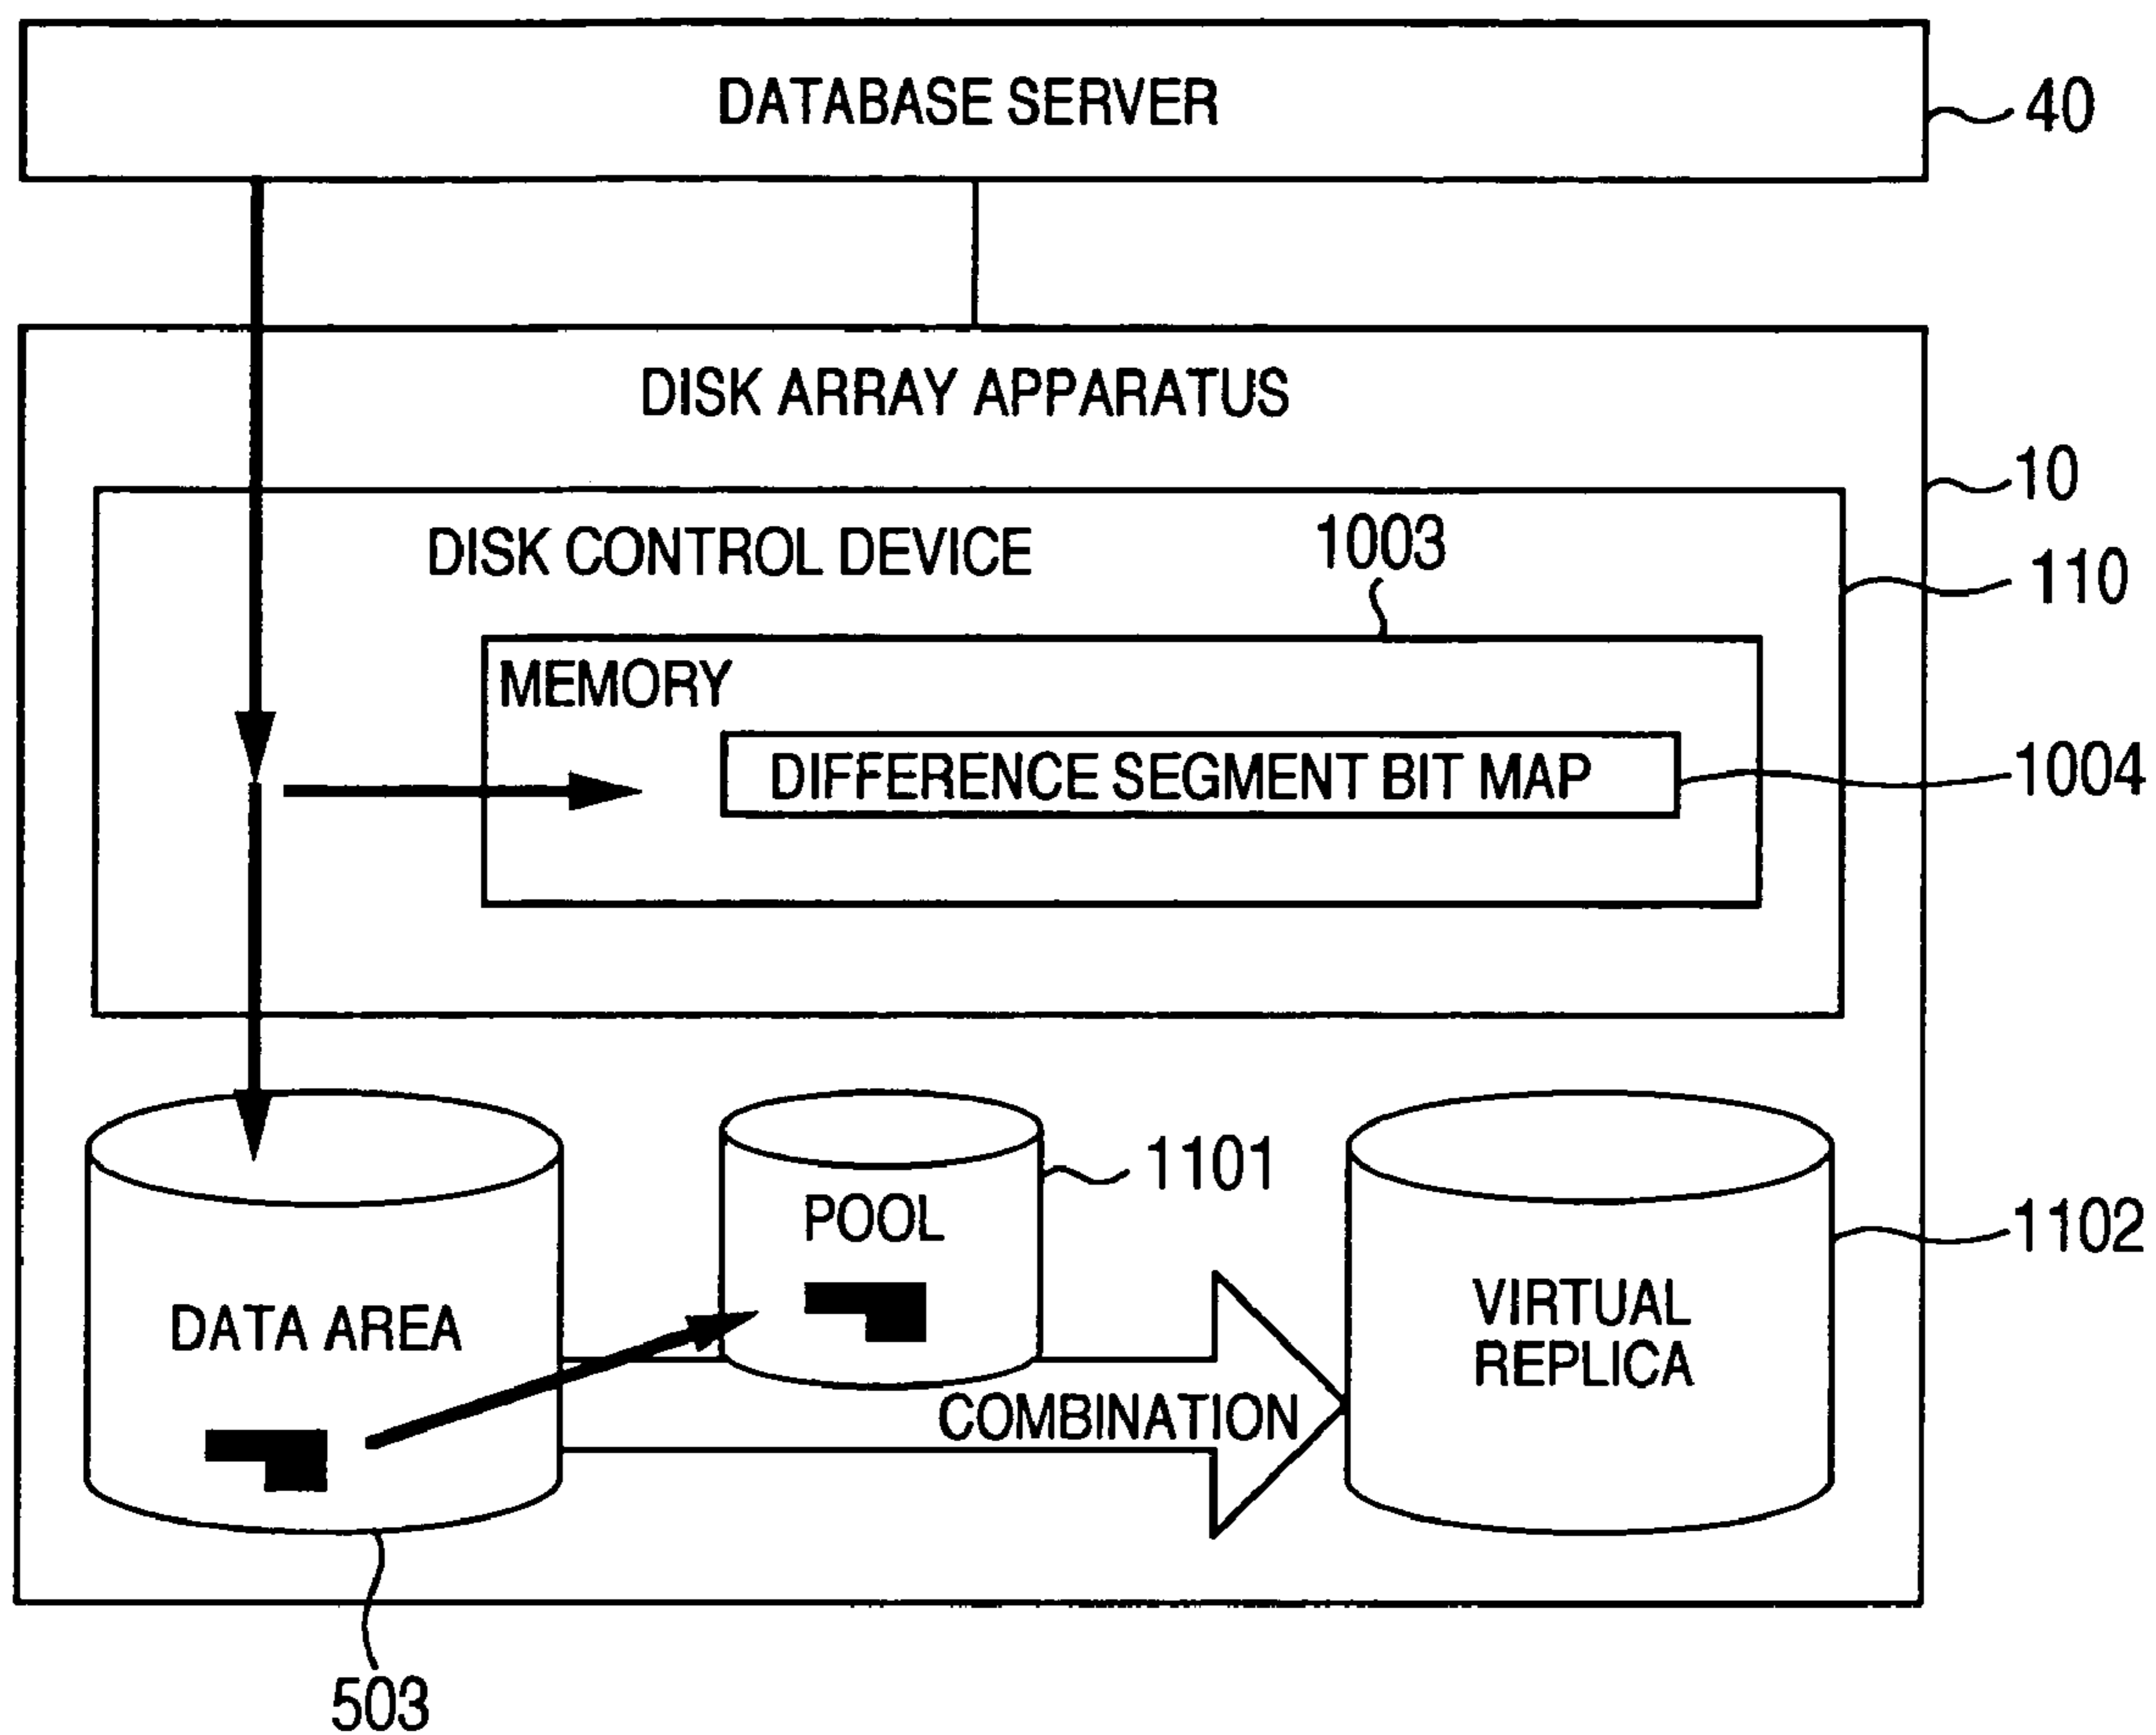 DATABASE SERVER
40
DISK ARRAY APPARATUS
10
DISK CONTROL DEVICE
1003
110
MEMORY
DIFFERENCE SEGMENT BIT MAP
1004
1101
POOL
1102
DATA AREA
VIRTUAL
REPLICA
COMBINATION
503